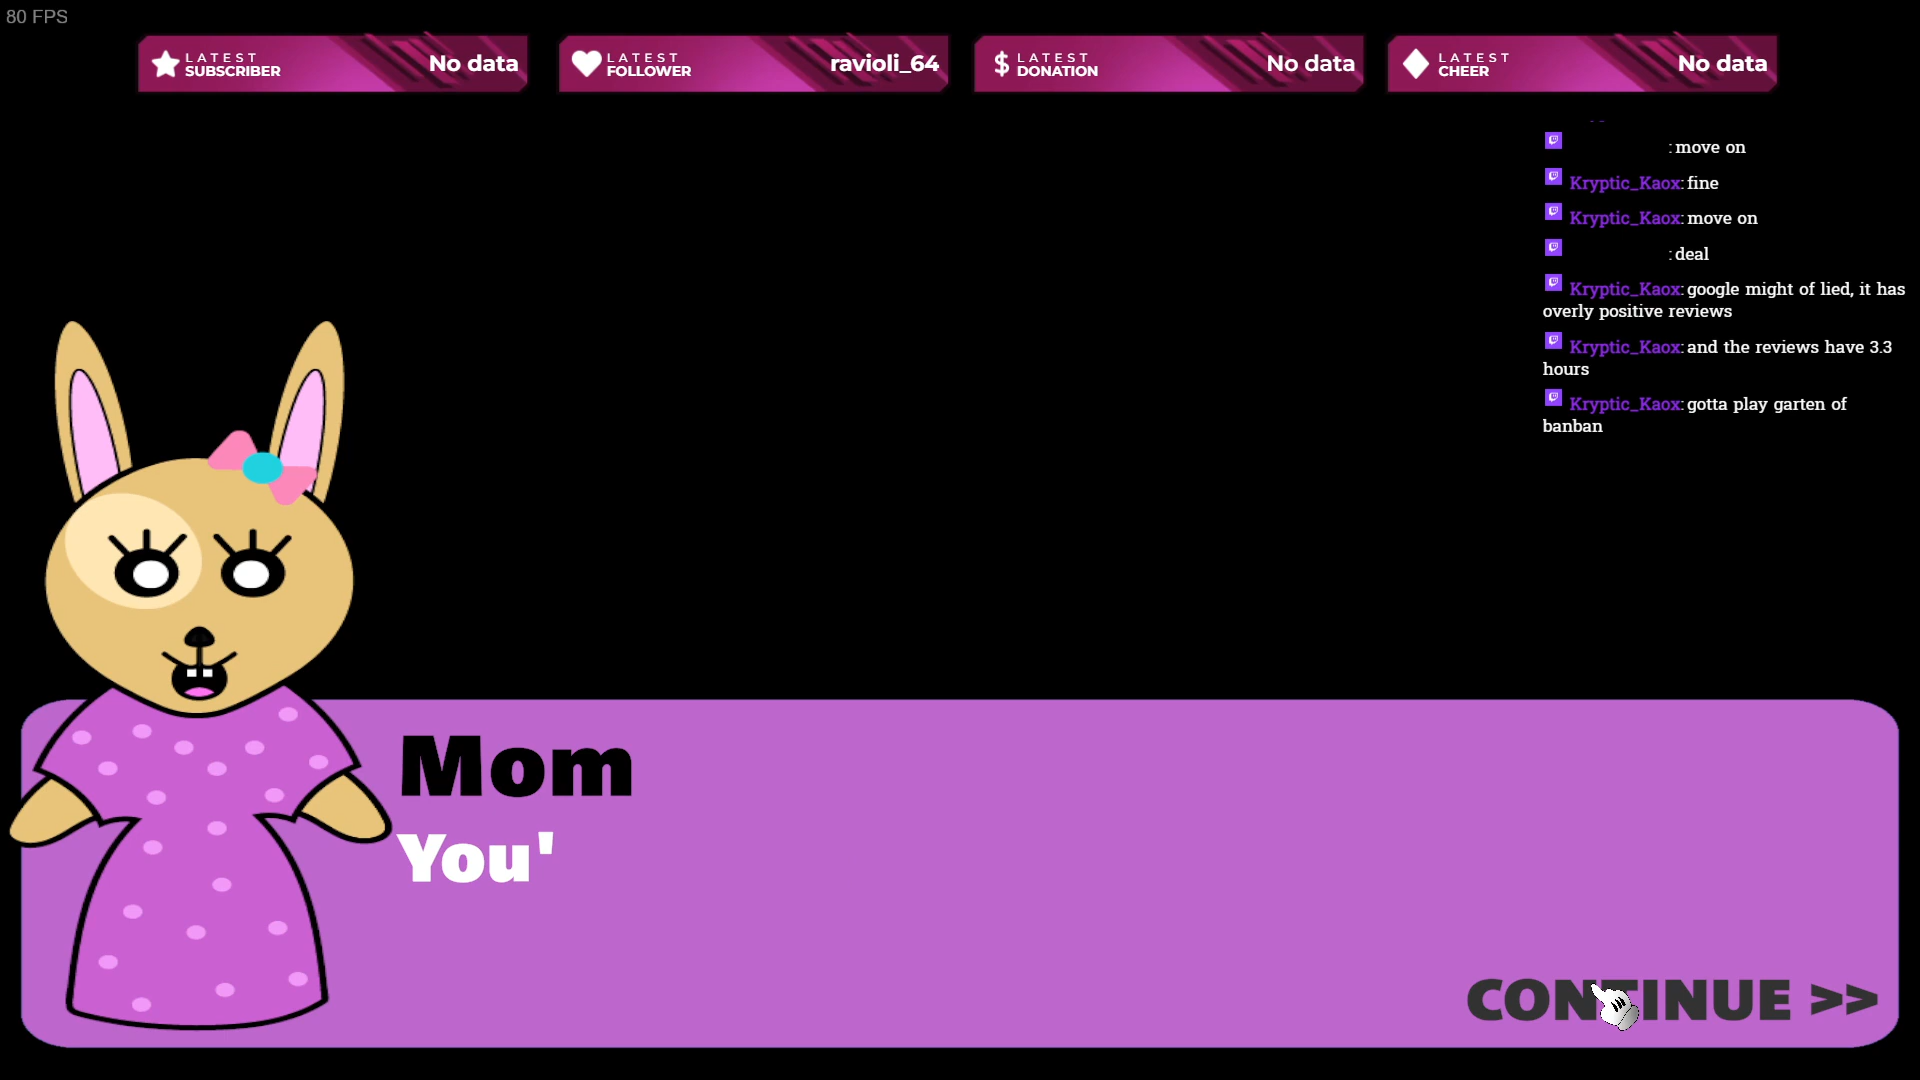 80 FPS
LATEST
SUBSCRIBER
No data
LATEST
FOLLOWER
ravioli_64
$ LATEST
DONATION
No data
LATEST
CHEER
No data
: move on
Kryptic_Kaox: fine
Kryptic_Kaox: move on
: deal
Kryptic_Kaox: google might of lied, it has
overly positive reviews
Kryptic_Kaox: and the reviews have 3.3
hours
Kryptic_Kaox: gotta play garten of
banban
Mom
You'
CONTINUE >>